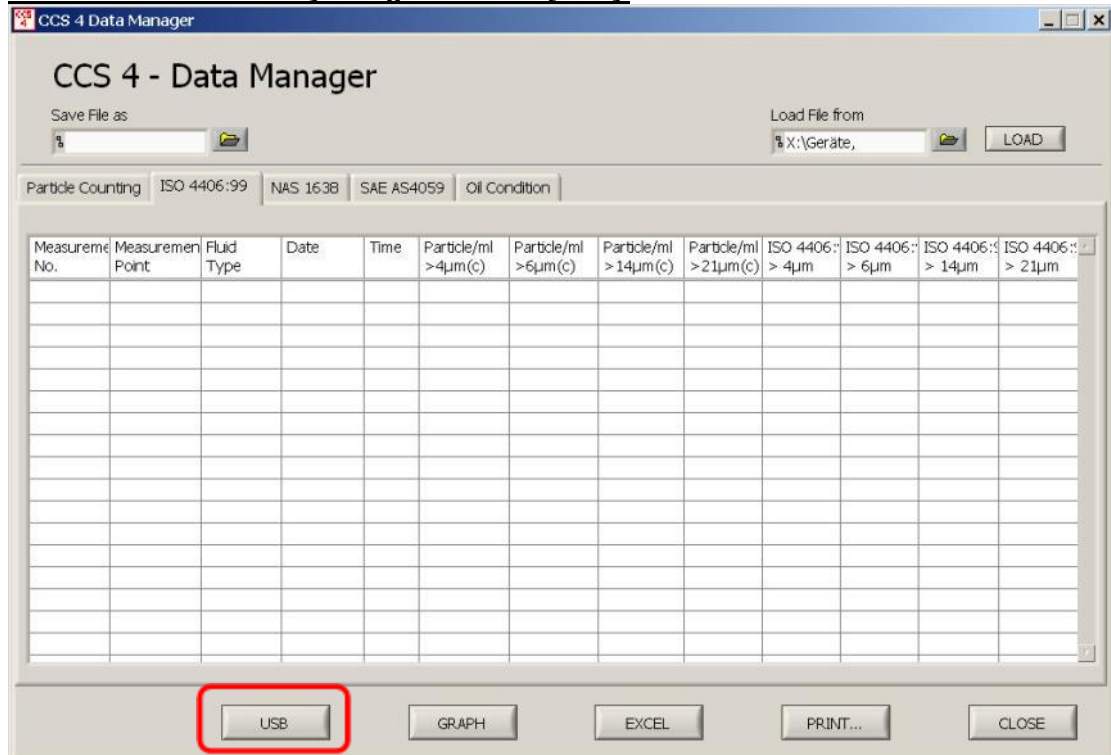 CCS 4 Data Manager
CCS 4 - Data Manager
Save File as
Load File from
X:\Geräte,
LOAD
Particle Counting ISO 4406:99 NAS 1638 SAE AS4059 Oil Condition
Measureme Measuremen Fluid Date Time Particle/ml Particle/ml Particle/ml Particle/ml ISO 4406: ISO 4406: ISO 4406: ISO 4406:
No. Point Type >4µm(c) >6µm(c) >14µm(c) >21µm(c) > 4µm > 6µm > 14µm > 21µm
USB GRAPH EXCEL PRINT... CLOSE